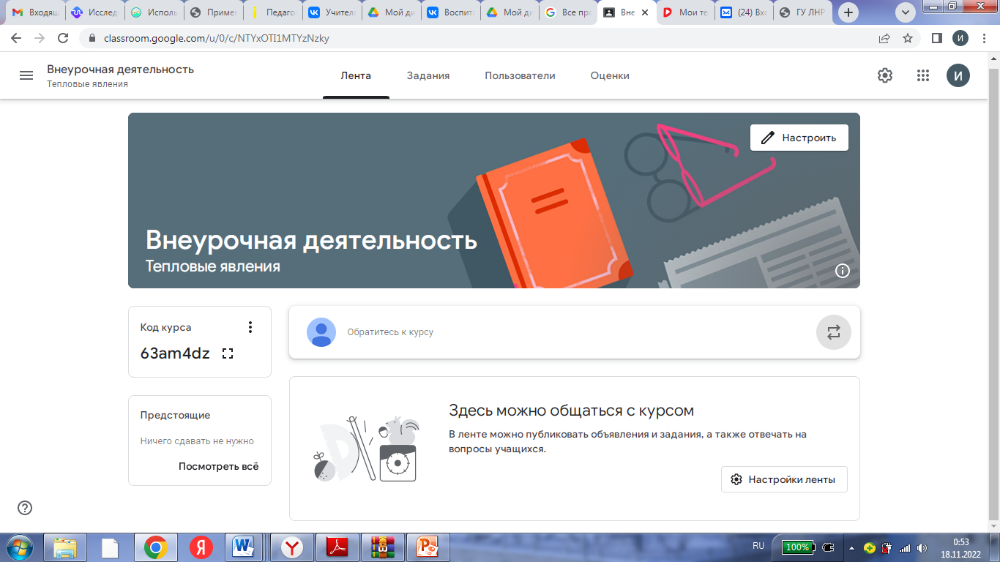 Входящ
Исслед
Исполь
Примен
Педаго
Учител
Мой ди
Воспит
Мой ди
Все про
Вне
Мои те
(24) Вхо
ГУ ЛНР
classroom.google.com/u/0/c/NTYxOTI1MTYzNzky
И
Внеурочная деятельность
Тепловые явления
Лента
Задания
Пользователи
Оценки
И
Настроить
Внеурочная деятельность
Тепловые явления
Код курса
63am4dz
Обратитесь к курсу
Предстоящие
Ничего сдавать не нужно
Посмотреть всё
Здесь можно общаться с курсом
В ленте можно публиковать объявления и задания, а также отвечать на
вопросы учащихся.
Настройки ленты
RU
100%
0:53
18.11.2022